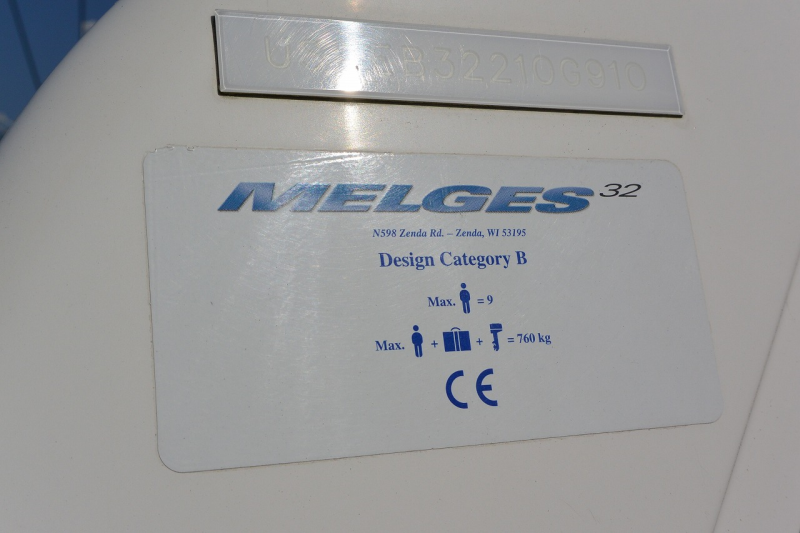 MELGES 32
N598 Zenda Rd. – Zenda, WI 53195
Design Category B
Max. = 9
Max. + + = 760 kg
CE